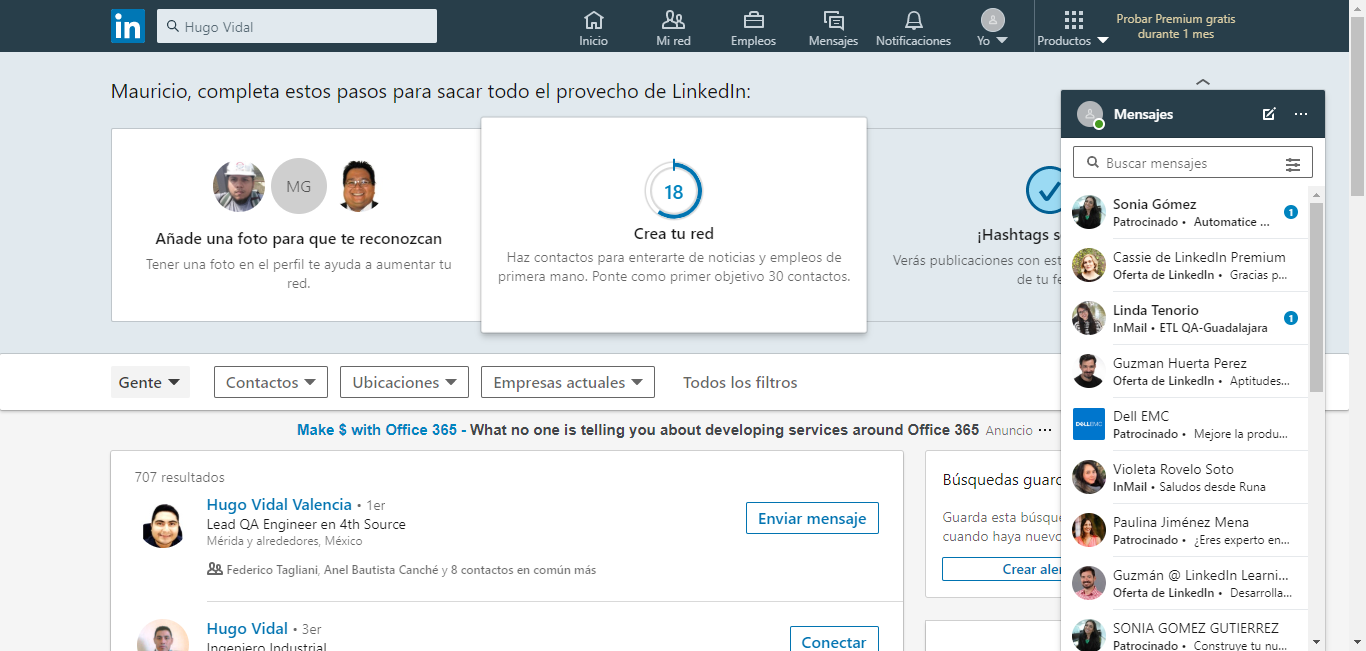 in
Hugo Vidal
Inicio
Mi red
Empleos
Mensajes
Notificaciones
Yo
Productos
Probar Premium gratis
durante 1 mes
Mauricio, completa estos pasos para sacar todo el provecho de LinkedIn:
MG
Añade una foto para que te reconozcan
Tener una foto en el perfil te ayuda a aumentar tu
red.
18
Crea tu red
Haz contactos para enterarte de noticias y empleos de
primera mano. Ponte como primer objetivo 30 contactos.
¡Hashtags s
Verás publicaciones con est
de tu fe
Gente
Contactos
Ubicaciones
Empresas actuales
Todos los filtros
Make $ with Office 365 - What no one is telling you about developing services around Office 365 Anuncio ···
707 resultados
Hugo Vidal Valencia • 1er
Lead QA Engineer en 4th Source
Mérida y alrededores, México
Federico Tagliani, Anel Bautista Canché y 8 contactos en común más
Enviar mensaje
Hugo Vidal • 3er
Ingeniero Industrial
Conectar
Búsquedas guard
Guarda esta búsque
cuando haya nuevo
Crear aler
Mensajes
Buscar mensajes
Sonia Gómez
Patrocinado • Automatice ...
1
Cassie de LinkedIn Premium
Oferta de LinkedIn • Gracias p...
Linda Tenorio
InMail • ETL QA-Guadalajara
1
Guzman Huerta Perez
Oferta de LinkedIn • Aptitudes...
DELL EMC
Dell EMC
Patrocinado • Mejore la produ...
Violeta Rovelo Soto
InMail • Saludos desde Runa
Paulina Jiménez Mena
Patrocinado • ¿Eres experto en...
Guzmán @ LinkedIn Learni...
Oferta de LinkedIn • Desarrolla...
SONIA GOMEZ GUTIERREZ
Patrocinado • Construye tu nu...